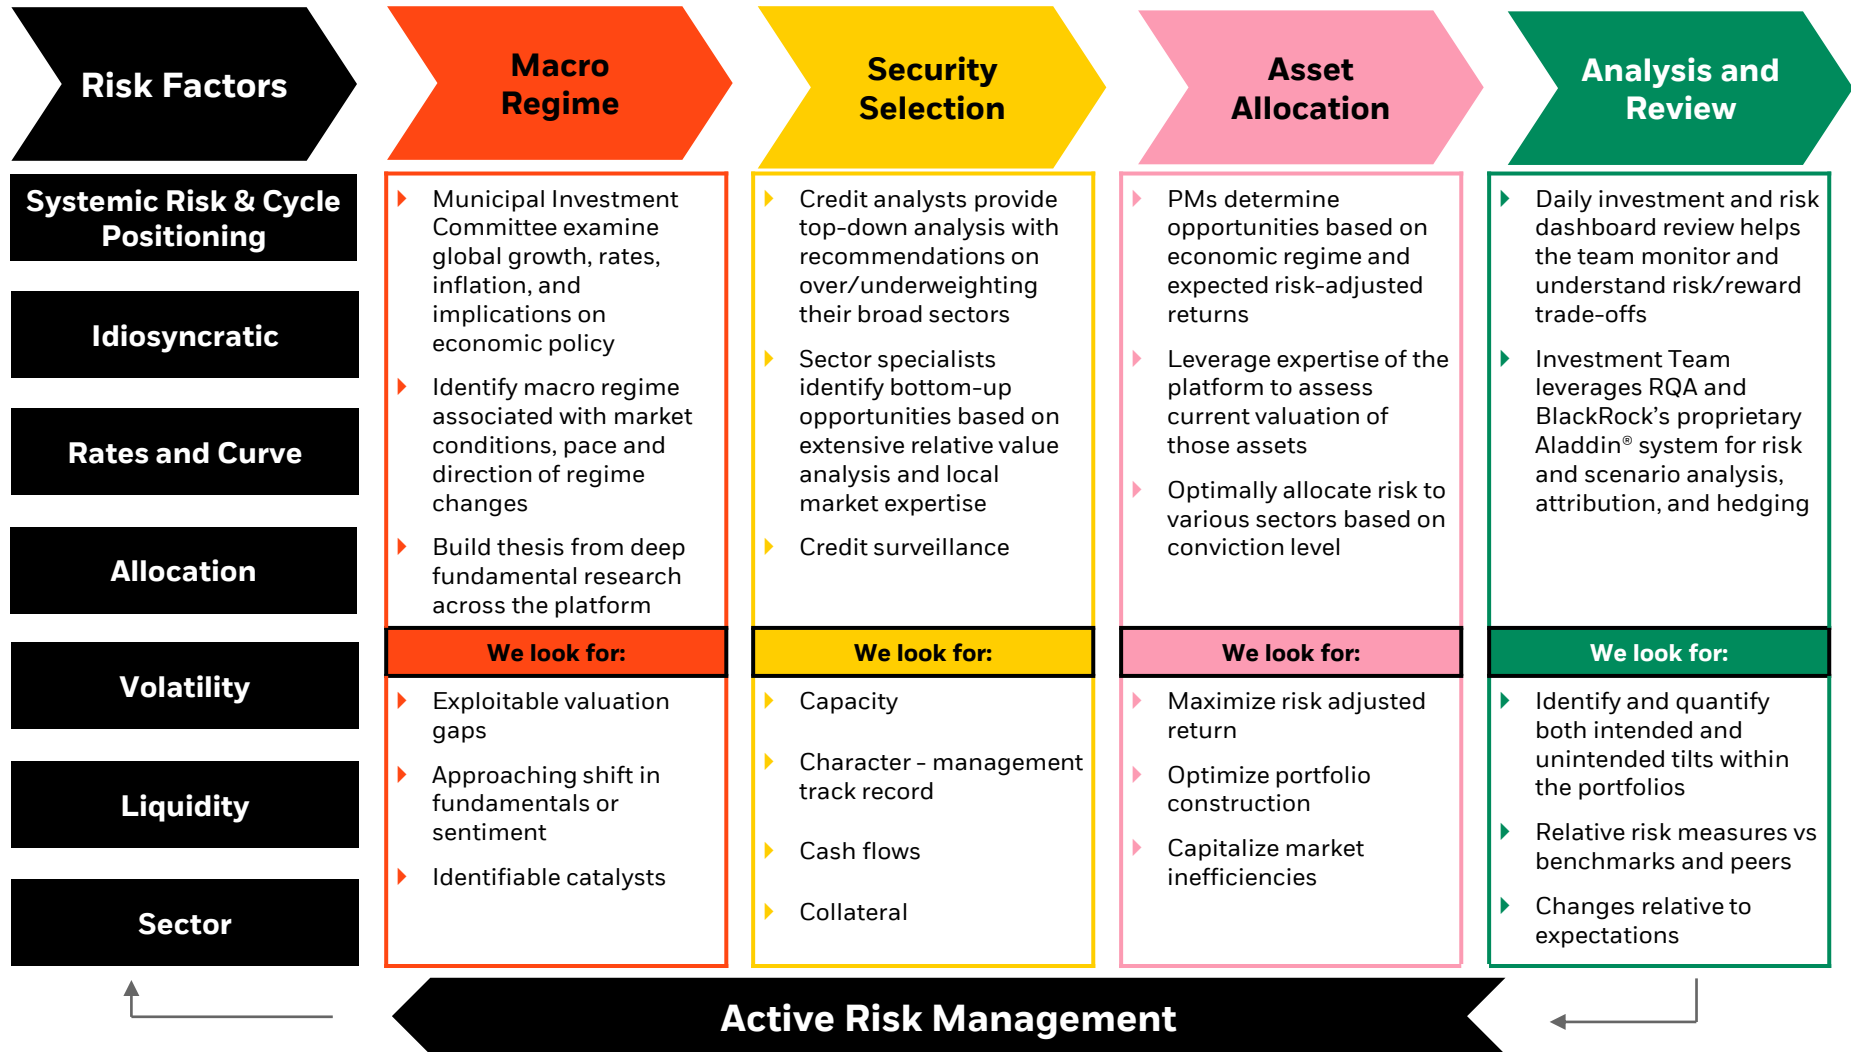 Risk Factors
Systemic Risk & Cycle
Positioning
Idiosyncratic
Rates and Curve
Allocation
Volatility
Liquidity
Sector
Macro
Regime
Municipal Investment
Committee examine
global growth, rates,
inflation, and
implications on
economic policy
Identify macro regime
associated with market
conditions, pace and
direction of regime
changes
Build thesis from deep
fundamental research
across the platform
We look for:
Exploitable valuation
gaps
Approaching shift in
fundamentals or
sentiment
Identifiable catalysts
Security
Selection
Credit analysts provide
top-down analysis with
recommendations on
over/underweighting
their broad sectors
Sector specialists
identify bottom-up
opportunities based on
extensive relative value
analysis and local
market expertise
Credit surveillance
We look for:
Capacity
Character - management
track record
Cash flows
Collateral
Asset
Allocation
PMs determine
opportunities based on
economic regime and
expected risk-adjusted
returns
Leverage expertise of the
platform to assess
current valuation of
those assets
Optimally allocate risk to
various sectors based on
conviction level
We look for:
Maximize risk adjusted
return
Optimize portfolio
construction
Capitalize market
inefficiencies
Analysis and
Review
Daily investment and risk
dashboard review helps
the team monitor and
understand risk/reward
trade-offs
Investment Team
leverages RQA and
BlackRock’s proprietary
Aladdin® system for risk
and scenario analysis,
attribution, and hedging
We look for:
Identify and quantify
both intended and
unintended tilts within
the portfolios
Relative risk measures vs
benchmarks and peers
Changes relative to
expectations
Active Risk Management